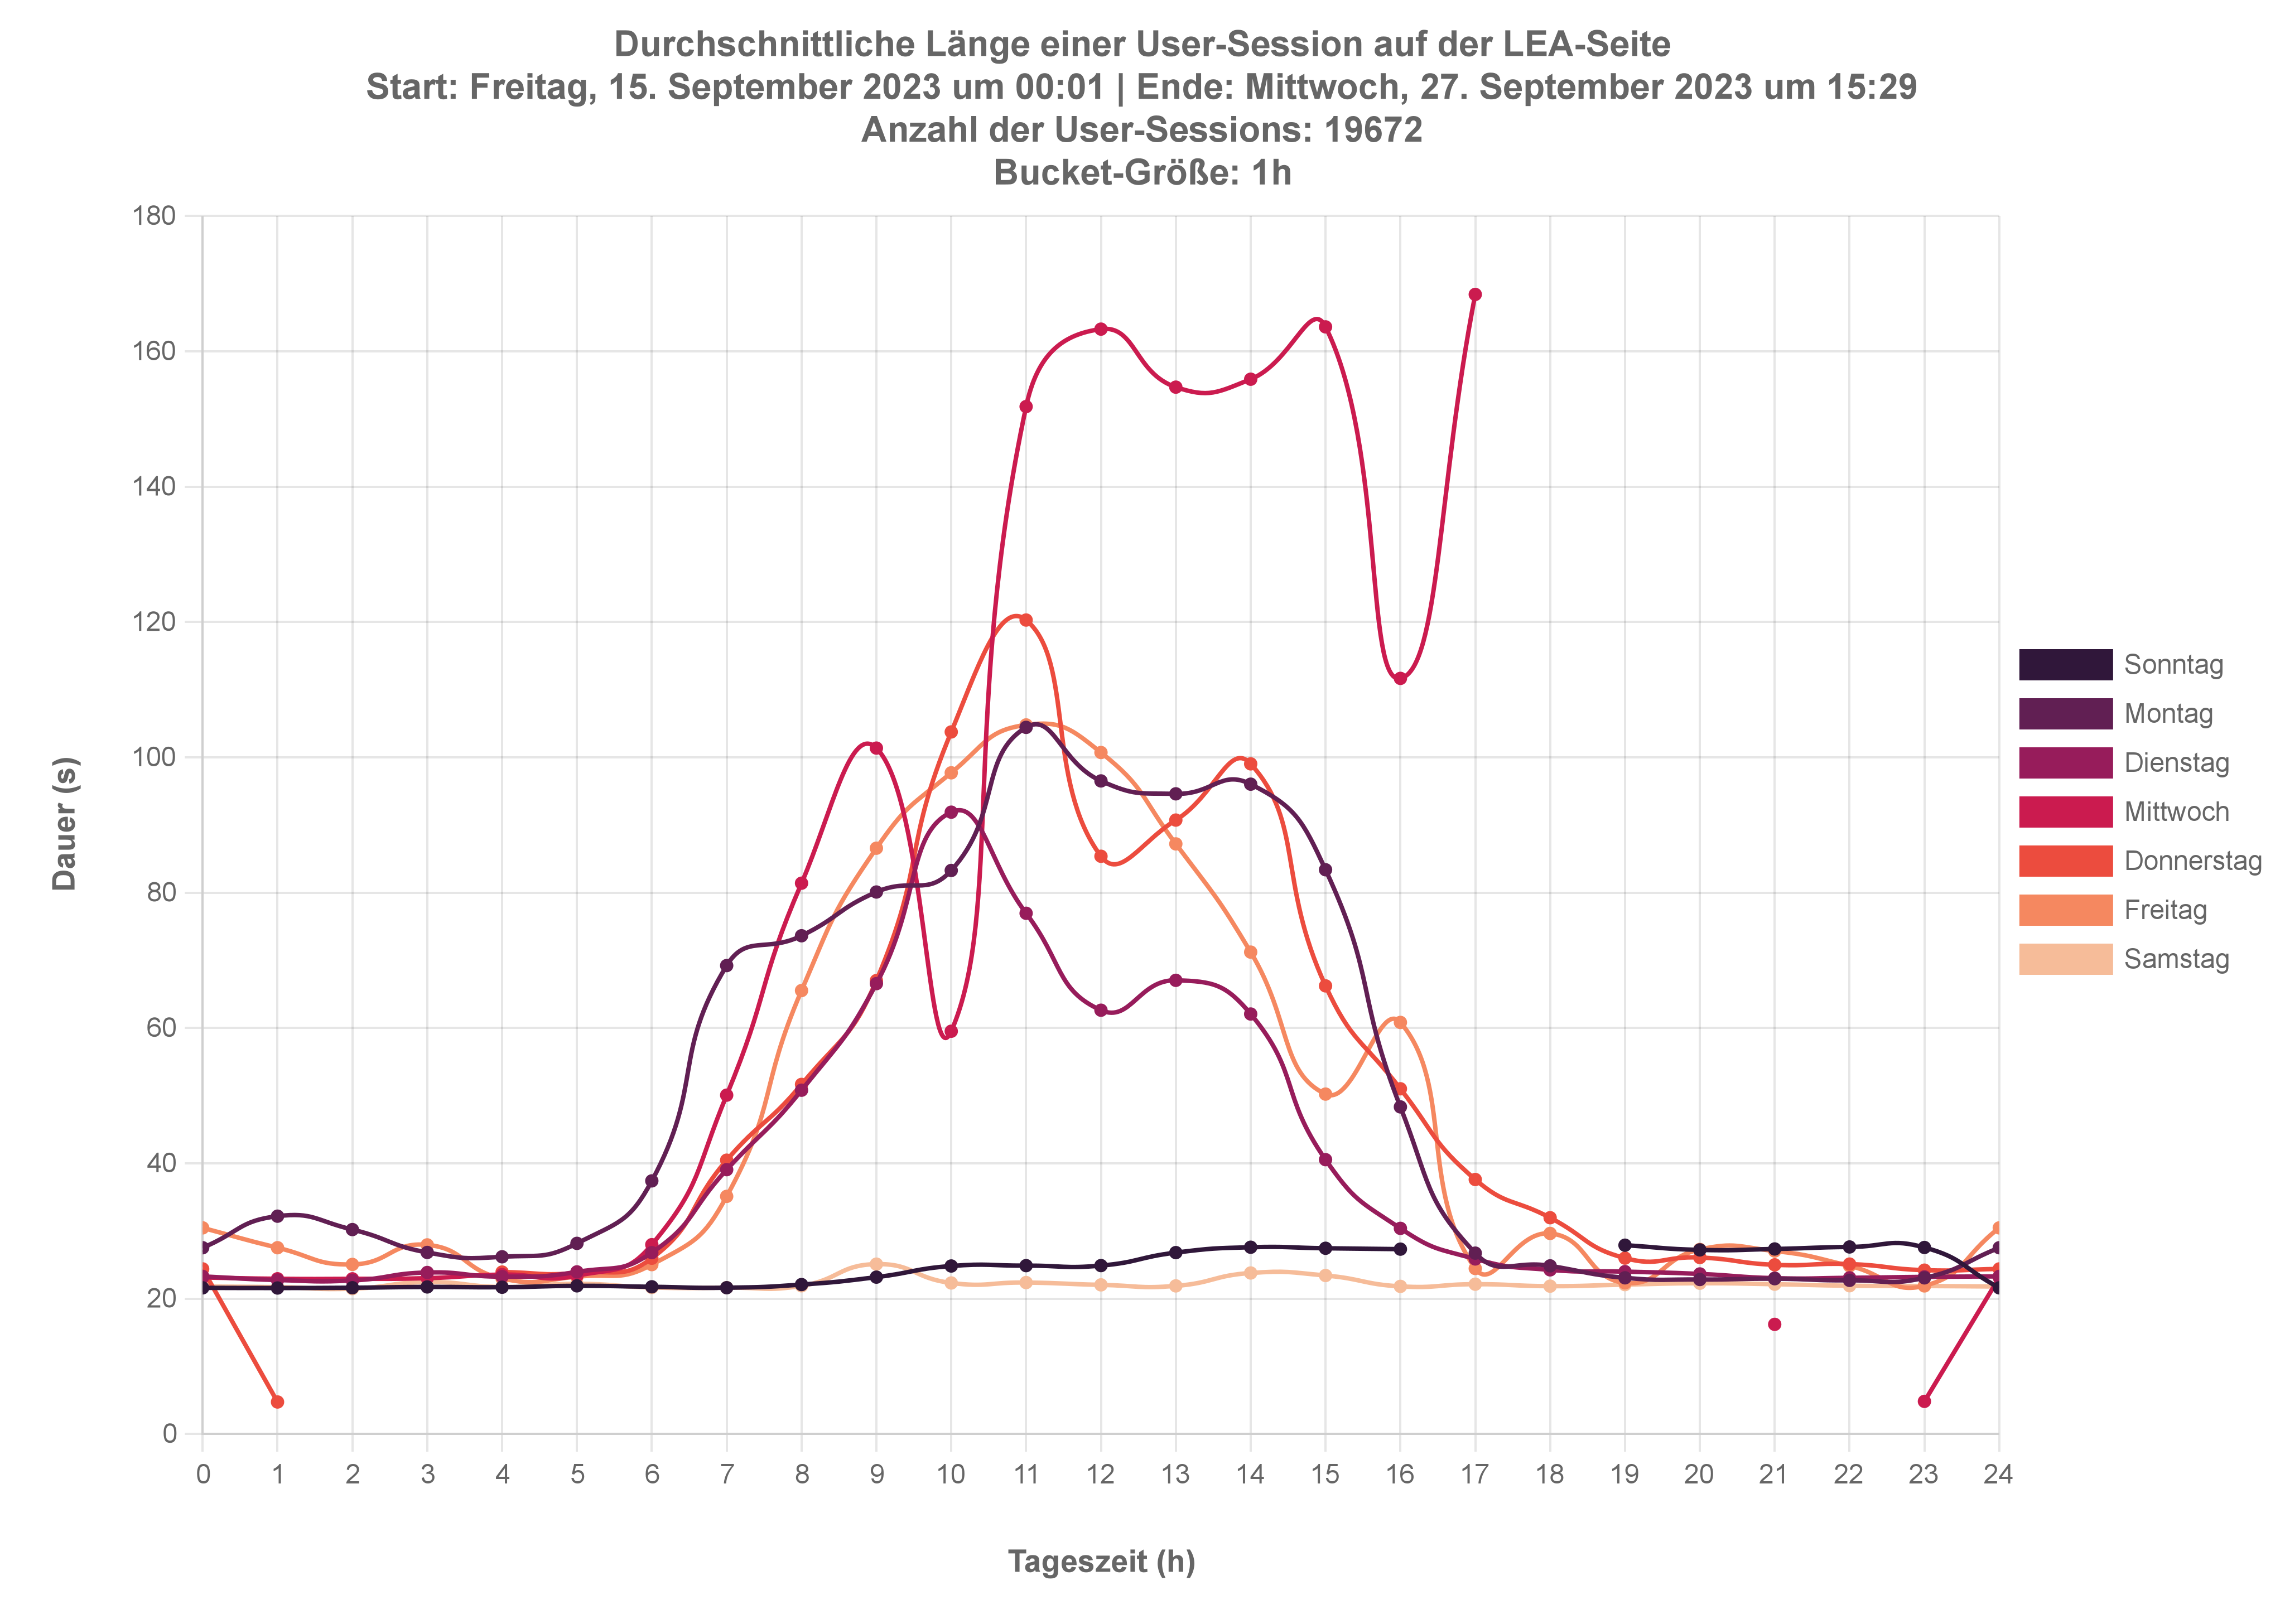 Durchschnittliche Länge einer User-Session auf der LEA-Seite
Start: Freitag, 15. September 2023 um 00:01 | Ende: Mittwoch, 27. September 2023 um 15:29
Anzahl der User-Sessions: 19672
Bucket-Größe: 1h
180
160
140
120
100
80
60
40
20
0
Dauer (s)
0 1 2 3 4 5 6 7 8 9 10 11 12 13 14 15 16 17 18 19 20 21 22 23 24
Tageszeit (h)
Sonntag
Montag
Dienstag
Mittwoch
Donnerstag
Freitag
Samstag